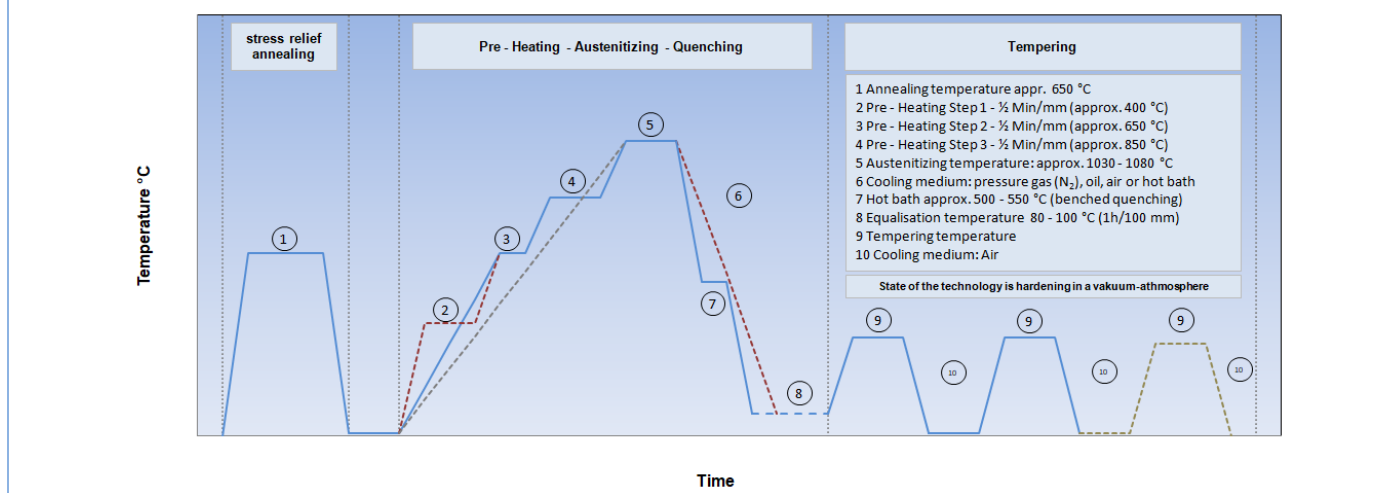 stress relief
annealing
Pre - Heating - Austenitizing - Quenching
Tempering
1 Annealing temperature appr. 650 °C
2 Pre - Heating Step 1 - ½ Min/mm (approx. 400 °C)
3 Pre - Heating Step 2 - ½ Min/mm (approx. 650 °C)
4 Pre - Heating Step 3 - ½ Min/mm (approx. 850 °C)
5 Austenitizing temperature: approx. 1030 - 1080 °C
6 Cooling medium: pressure gas (N₂), oil, air or hot bath
7 Hot bath approx. 500 - 550 °C (benched quenching)
8 Equalisation temperature 80 - 100 °C (1h/100 mm)
9 Tempering temperature
10 Cooling medium: Air
State of the technology is hardening in a vakuum-athmosphere
Temperature °C
1
2
3
4
5
6
7
8
9
10
9
10
9
10
Time